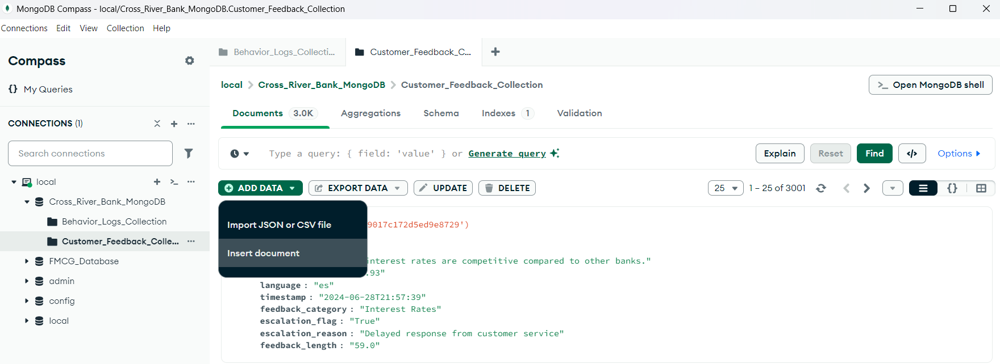 MongoDB Compass - local/Cross_River_Bank_MongoDB.Customer_Feedback_Collection
Connections Edit View Collection Help
Compass
{} My Queries
CONNECTIONS (1)
Search connections
local
Cross_River_Bank_MongoDB
Behavior_Logs_Collection
Customer_Feedback_Colle...
FMCG_Database
admin
config
local
Behavior_Logs_Collecti...
Customer_Feedback_C...
local > Cross_River_Bank_MongoDB > Customer_Feedback_Collection
>_ Open MongoDB shell
Documents 3.0K Aggregations Schema Indexes 1 Validation
Type a query: { field: 'value' } or Generate query
Explain Reset Find </> Options
ADD DATA EXPORT DATA UPDATE DELETE
25 1 – 25 of 3001 {}
Import JSON or CSV file
Insert document
9017c172d5ed9e8729')
interest rates are competitive compared to other banks."
.93"
language : "es"
timestamp : "2024-06-28T21:57:39"
feedback_category : "Interest Rates"
escalation_flag : "True"
escalation_reason : "Delayed response from customer service"
feedback_length : "59.0"